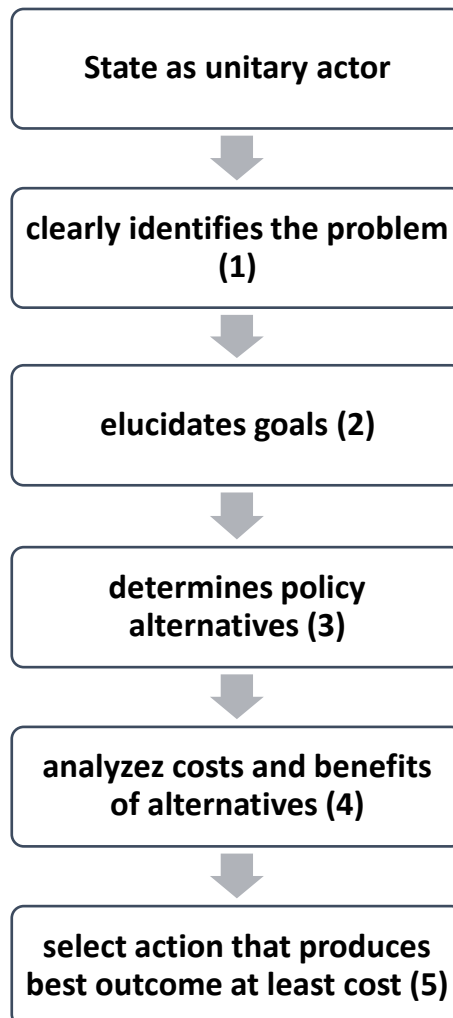 State as unitary actor
clearly identifies the problem
(1)
elucidates goals (2)
determines policy
alternatives (3)
analyzez costs and benefits
of alternatives (4)
select action that produces
best outcome at least cost (5)